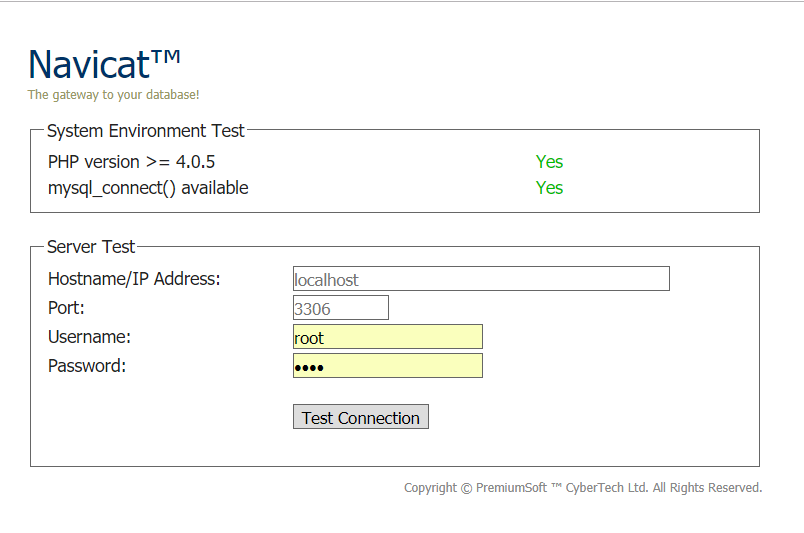 Navicat™
The gateway to your database!
System Environment Test
PHP version >= 4.0.5 Yes
mysql_connect() available Yes
Server Test
Hostname/IP Address: localhost
Port: 3306
Username: root
Password: ••••
Test Connection
Copyright © PremiumSoft ™ CyberTech Ltd. All Rights Reserved.